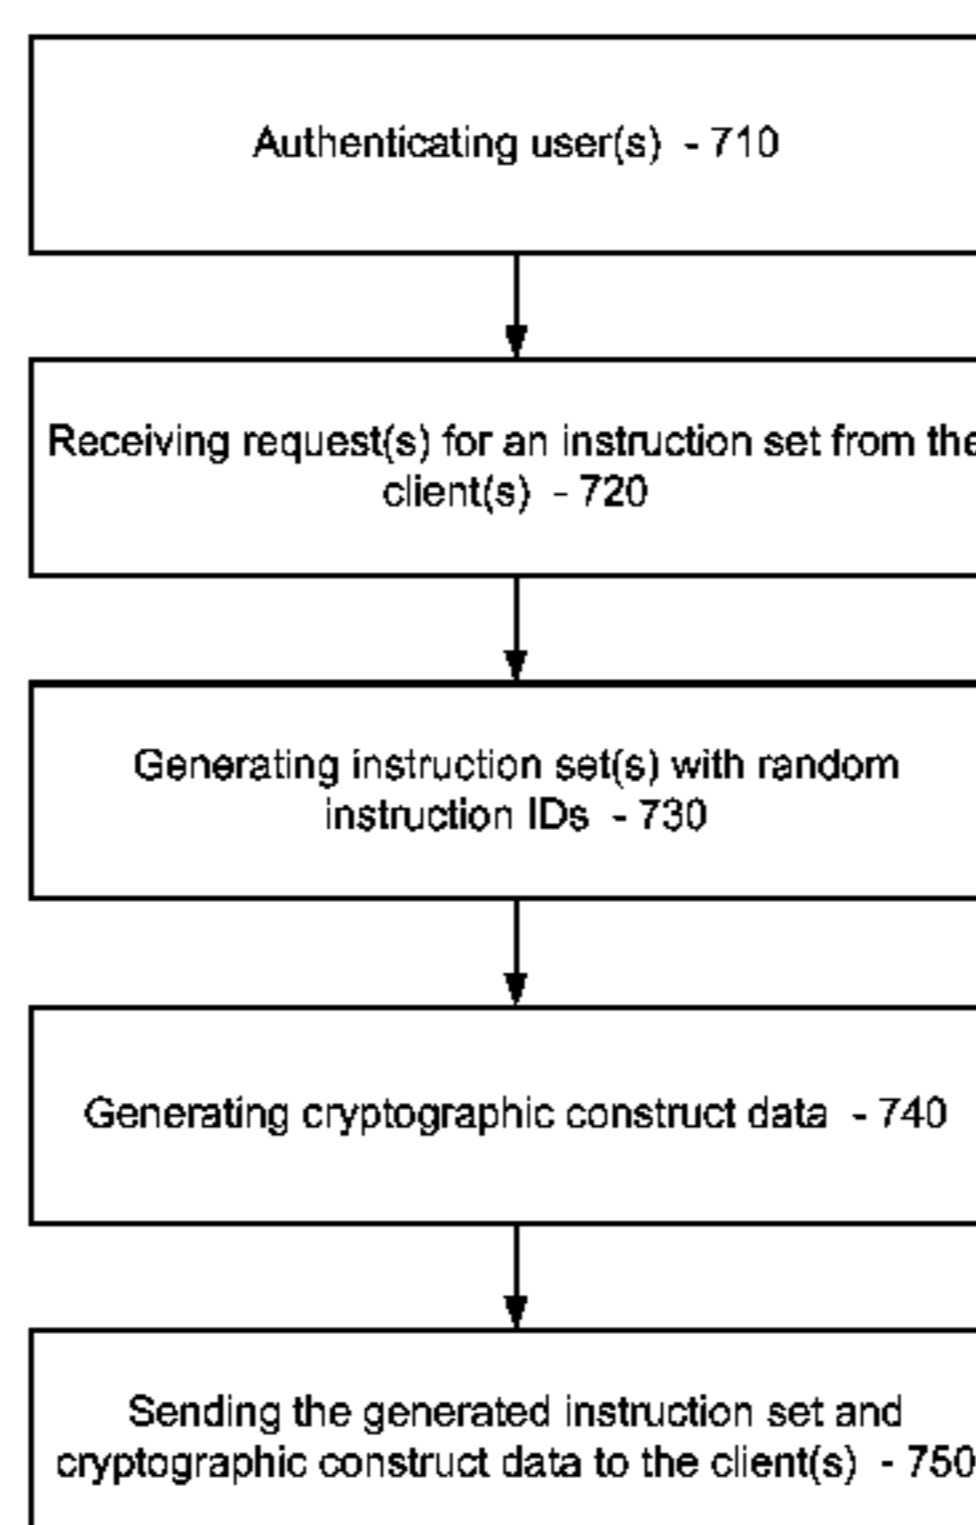 Authenticating user(s) - 710
Receiving request(s) for an instruction set from the
client(s) - 720
Generating instruction set(s) with random
instruction IDs - 730
Generating cryptographic construct data - 740
Sending the generated instruction set and
cryptographic construct data to the client(s) - 750